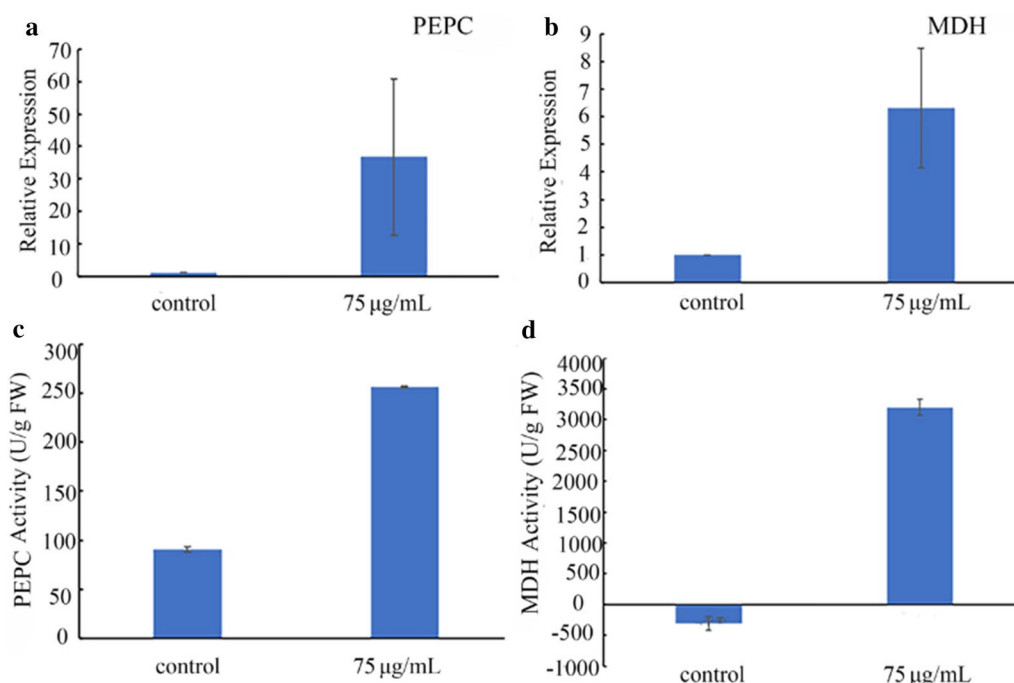 a
PEPC
Relative Expression
70
60
50
40
30
20
10
0
control
75 µg/mL
b
MDH
Relative Expression
9
8
7
6
5
4
3
2
1
0
control
75 µg/mL
c
PEPC Activity (U/g FW)
300
250
200
150
100
50
0
control
75 µg/mL
d
MDH Activity (U/g FW)
4000
3500
3000
2500
2000
1500
1000
500
0
-500
-1000
control
75 µg/mL